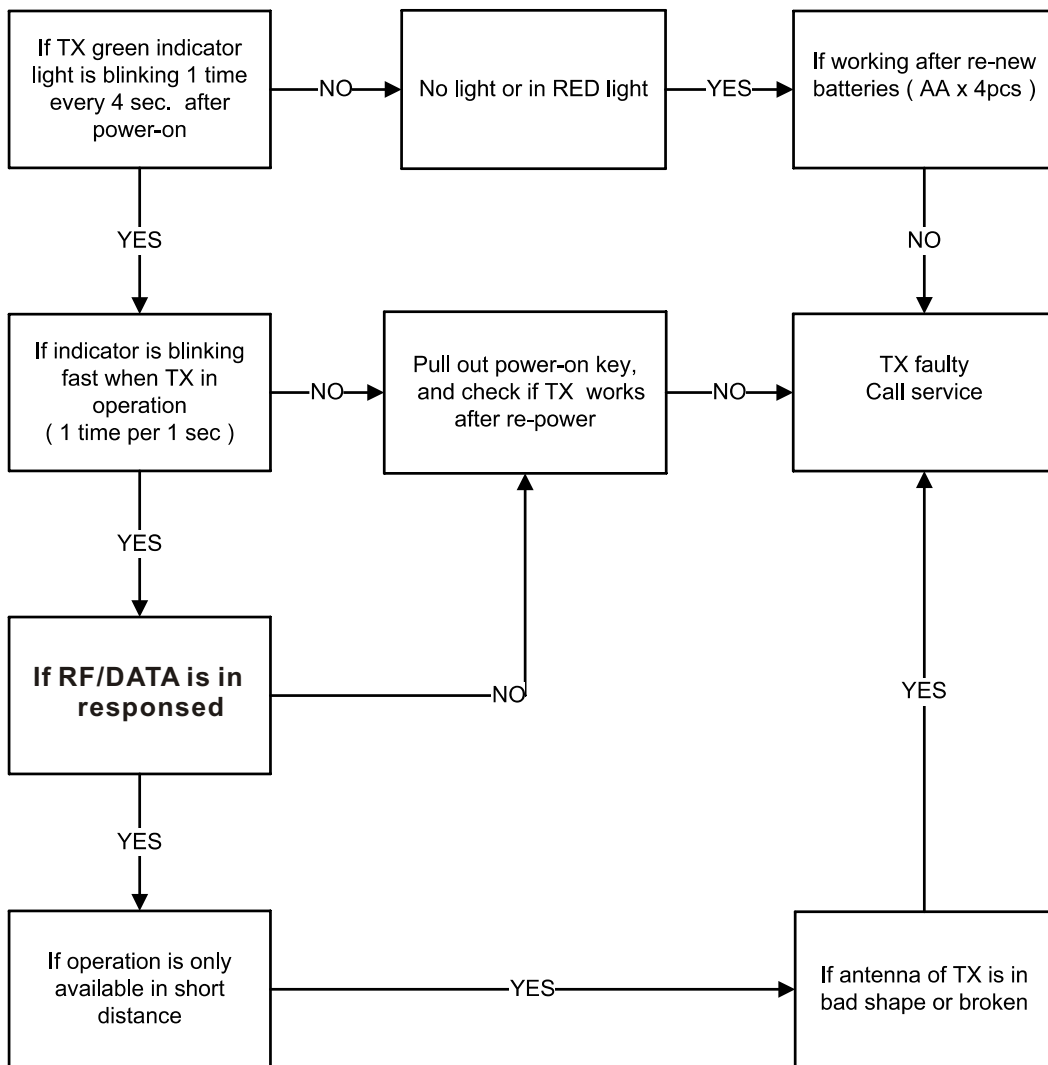 If TX green indicator
light is blinking 1 time
every 4 sec. after
power-on
NO
No light or in RED light
YES
If working after re-new
batteries ( AA x 4pcs )
YES
NO
If indicator is blinking
fast when TX in
operation
( 1 time per 1 sec )
NO
Pull out power-on key,
and check if TX works
after re-power
NO
TX faulty
Call service
YES
If RF/DATA is in
responsed
NO
YES
YES
If operation is only
available in short
distance
YES
If antenna of TX is in
bad shape or broken